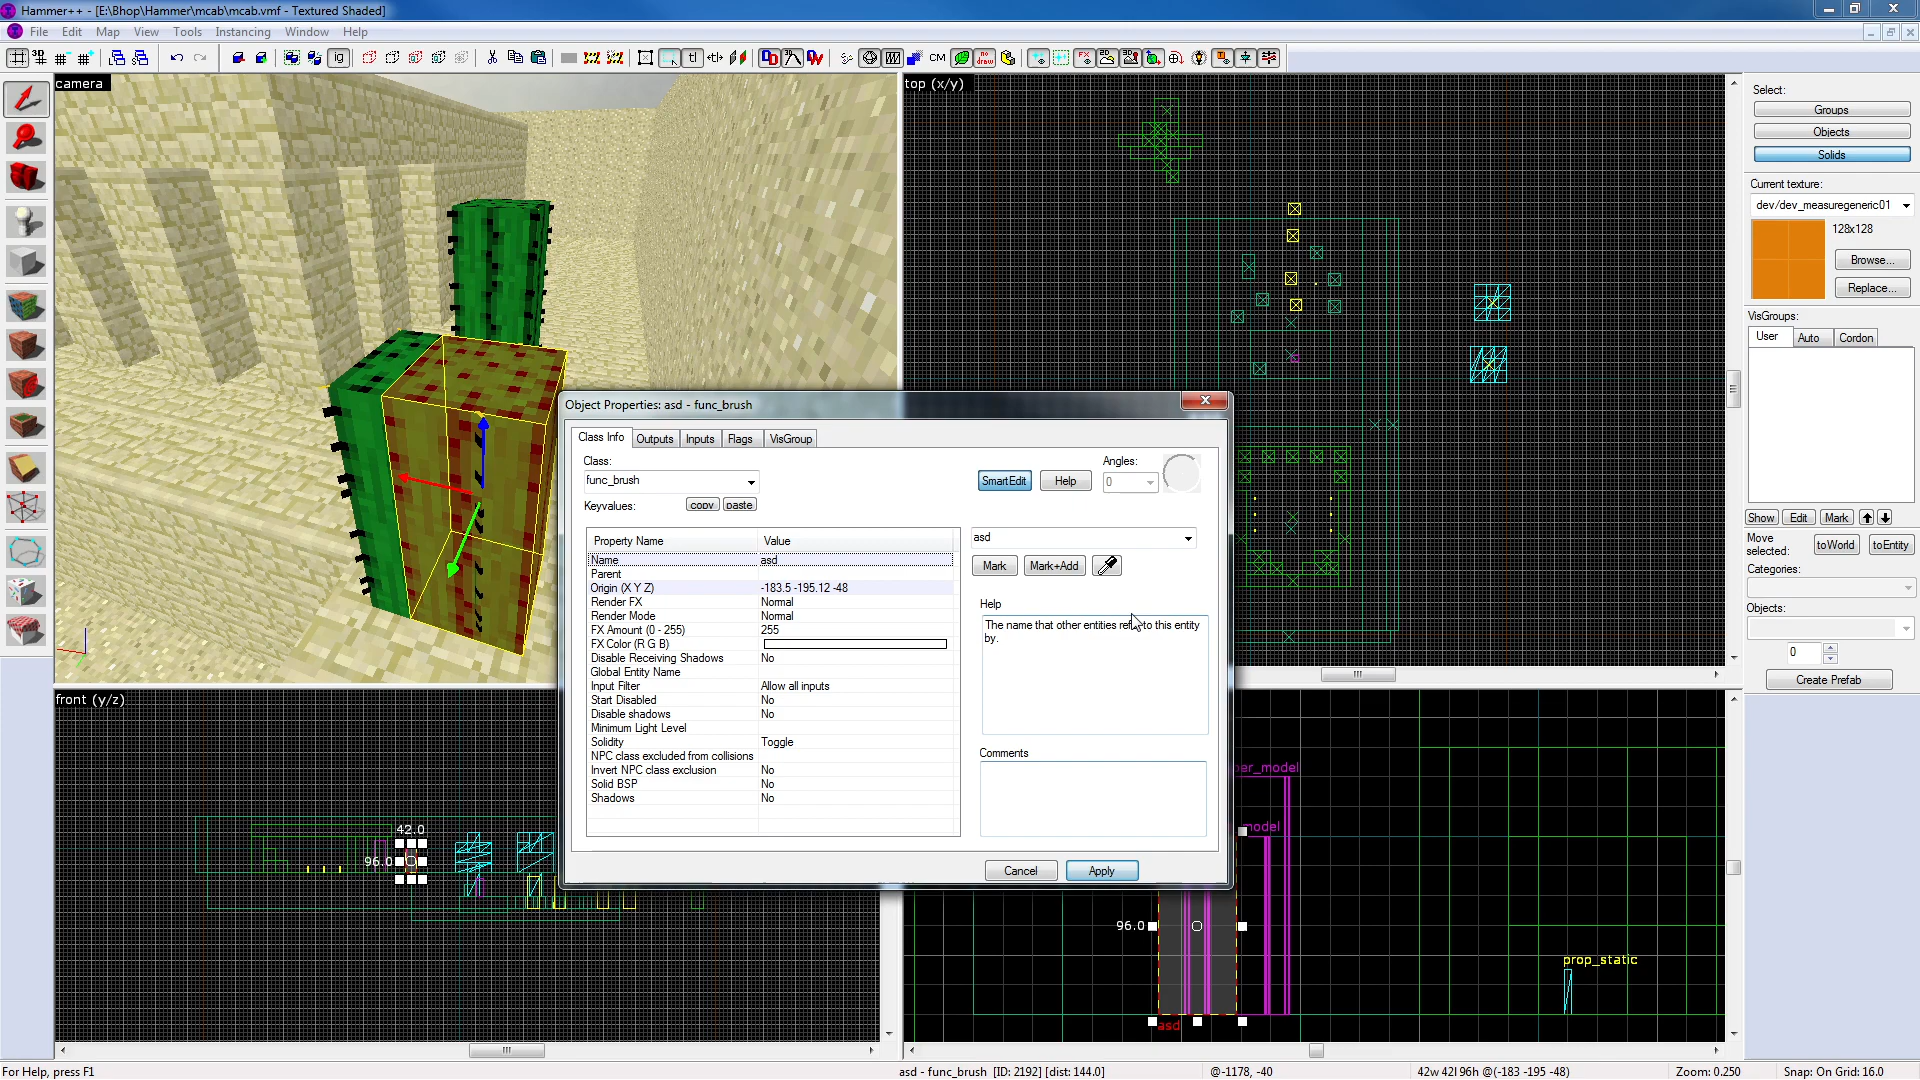 Hammer++ - [E:\Bhop\Hammer\mcab\mcab.vmf - Textured Shaded]
File Edit Map View Tools Instancing Window Help
3D ig tl CM no draw FX 2D 3D
camera
top (x/y)
front (y/z)
42.0
96.0
Object Properties: asd - func_brush
Class Info Outputs Inputs Flags VisGroup
Class:
func_brush
SmartEdit Help
Angles:
0
Keyvalues: copy paste
Property Name Value
Name asd
Parent
Origin (X Y Z) -183.5 -195.12 -48
Render FX Normal
Render Mode Normal
FX Amount (0 - 255) 255
FX Color (R G B)
Disable Receiving Shadows No
Global Entity Name
Input Filter Allow all inputs
Start Disabled No
Disable shadows No
Minimum Light Level
Solidity Toggle
NPC class excluded from collisions
Invert NPC class exclusion No
Solid BSP No
Shadows No
asd
Mark Mark+Add
Help
The name that other entities to this entity
by.
Comments
Cancel Apply
model
96.0
asd
prop_static
Select:
Groups
Objects
Solids
Current texture:
dev/dev_measuregeneric01
128x128
Browse...
Replace...
VisGroups:
User Auto Cordon
Show Edit Mark
Move
selected:
toWorld toEntity
Categories:
Objects:
0
Create Prefab
For Help, press F1
asd - func_brush [ID: 2192] [dist: 144.0]
@-1178, -40
42w 42l 96h @(-183 -195 -48)
Zoom: 0.250
Snap: On Grid: 16.0